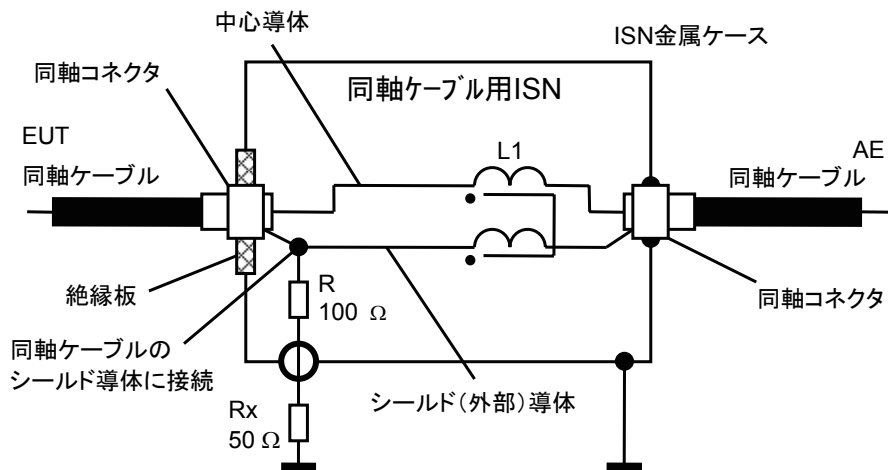 中心導体
ISN金属ケース
同軸コネクタ
同軸ケーブル用ISN
EUT
同軸ケーブル
L1
AE
同軸ケーブル
絶縁板
R
100 Ω
同軸コネクタ
同軸ケーブルの
シールド導体に接続
シールド（外部）導体
Rx
50 Ω